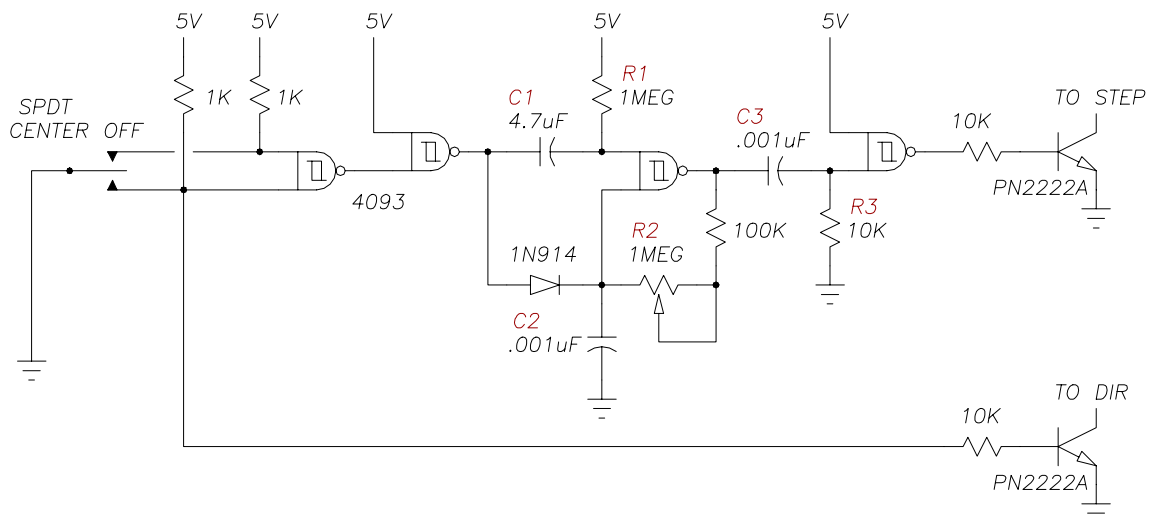 5V 5V 5V 5V 5V
R1
1K 1K C1 1MEG TO STEP
SPDT 4.7uF C3
CENTER OFF .001uF 10K
PN2222A
4093 R3
R2 100K 10K
1N914 1MEG
C2
.001uF
TO DIR
10K
PN2222A